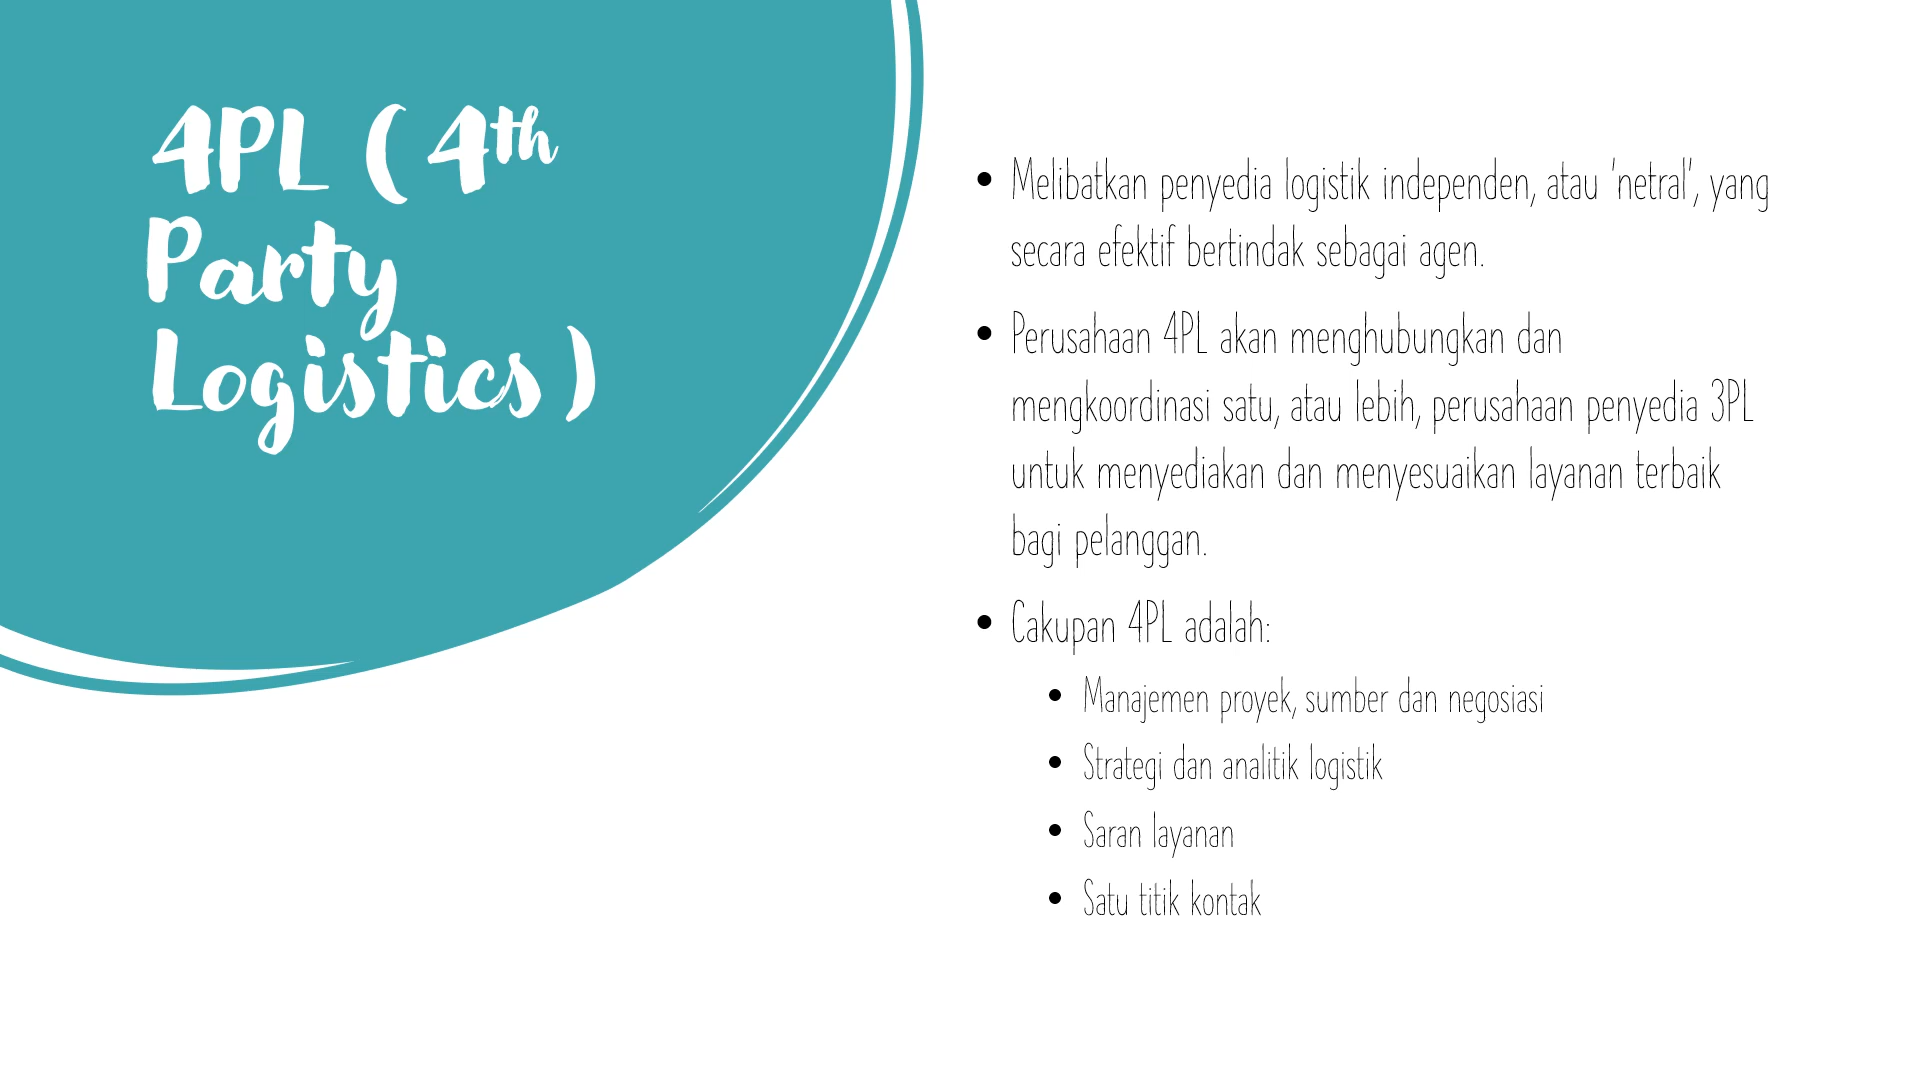 4PL ( 4th
Party
Logistics )
• Melibatkan penyedia logistik independen, atau ‘netral’, yang
secara efektif bertindak sebagai agen.
• Perusahaan 4PL akan menghubungkan dan
mengkoordinasi satu, atau lebih, perusahaan penyedia 3PL
untuk menyediakan dan menyesuaikan layanan terbaik
bagi pelanggan.
• Cakupan 4PL adalah:
• Manajemen proyek, sumber dan negosiasi
• Strategi dan analitik logistik
• Saran layanan
• Satu titik kontak